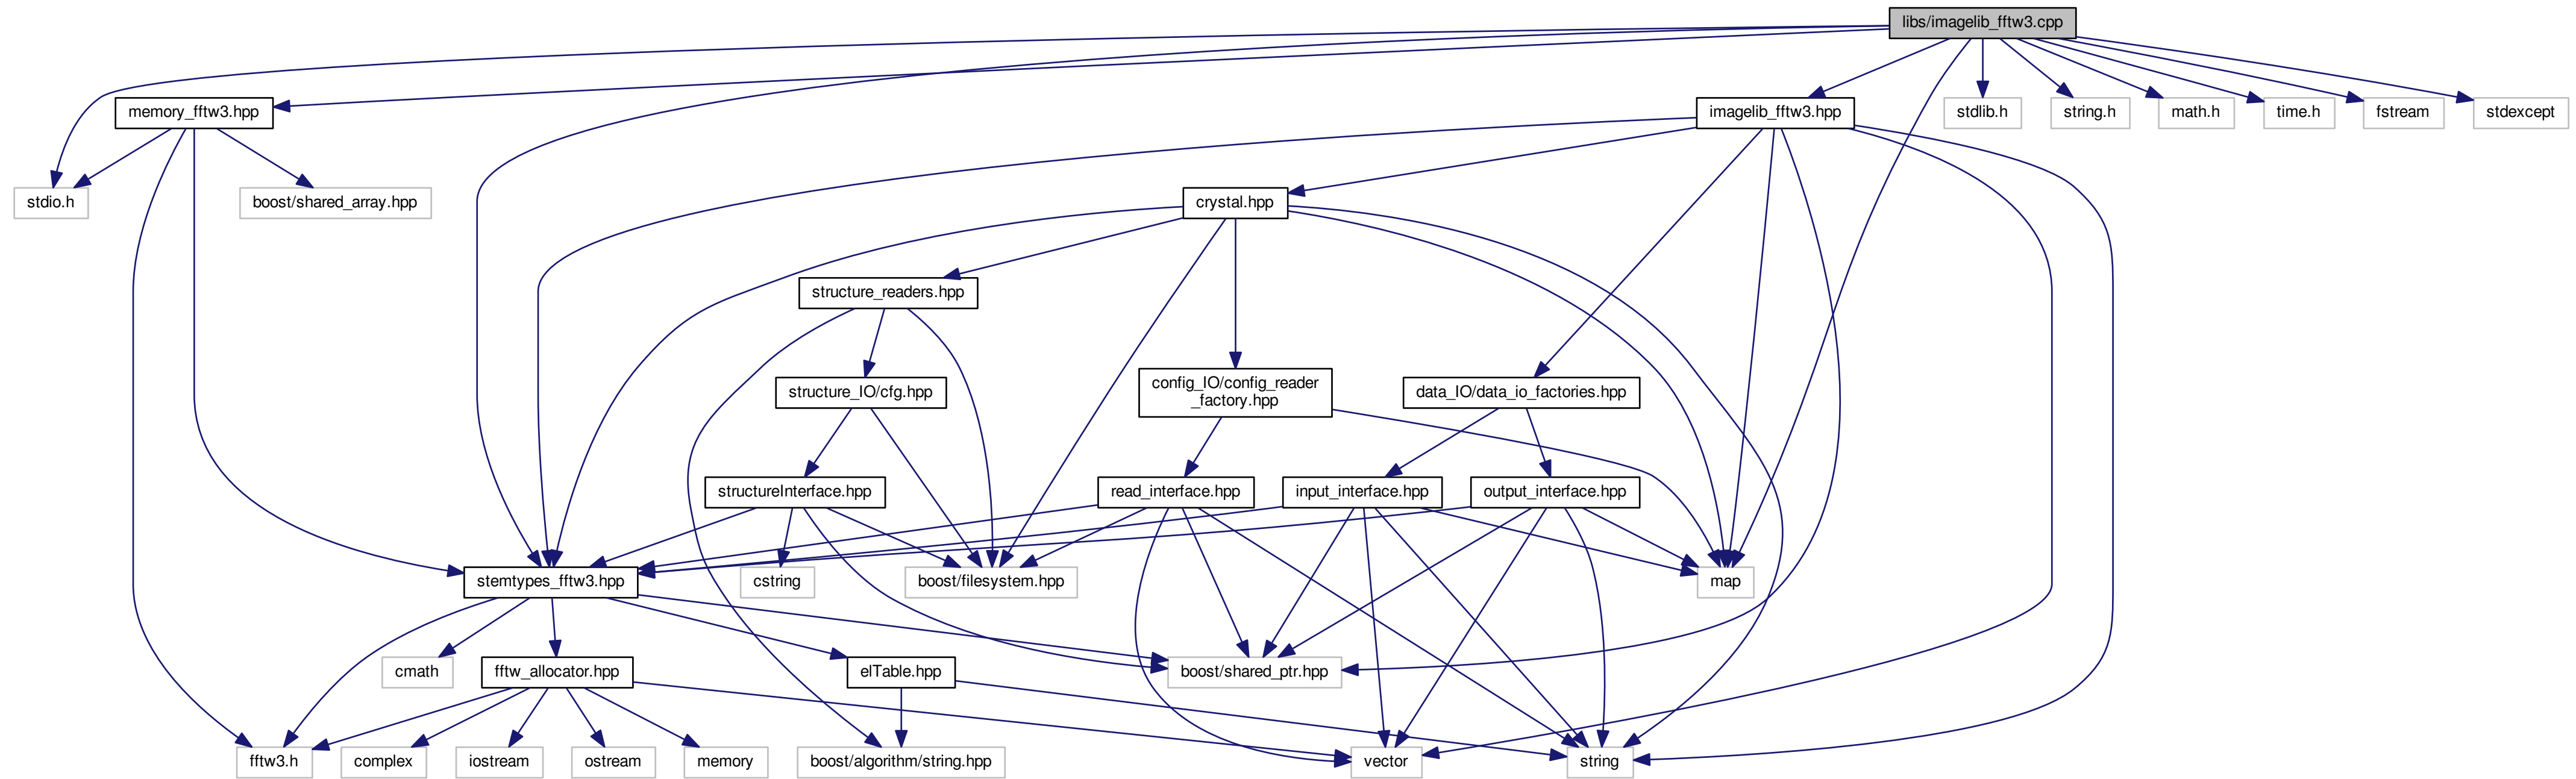 libs/imagelib_fftw3.cpp
memory_fftw3.hpp
imagelib_fftw3.hpp
stdlib.h
string.h
math.h
time.h
fstream
stdexcept
stdio.h
boost/shared_array.hpp
crystal.hpp
structure_readers.hpp
structure_IO/cfg.hpp
config_IO/config_reader
_factory.hpp
data_IO/data_io_factories.hpp
structureInterface.hpp
read_interface.hpp
input_interface.hpp
output_interface.hpp
stemtypes_fftw3.hpp
cstring
boost/filesystem.hpp
map
cmath
fftw_allocator.hpp
elTable.hpp
boost/shared_ptr.hpp
fftw3.h
complex
iostream
ostream
memory
boost/algorithm/string.hpp
vector
string